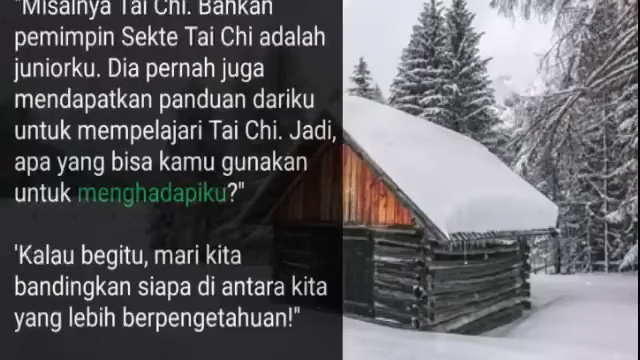 "Misalnya Tai Chi. Bahkan
pemimpin Sekte Tai Chi adalah
juniorku. Dia pernah juga
mendapatkan panduan dariku
untuk mempelajari Tai Chi. Jadi,
apa yang bisa kamu gunakan
untuk menghadapiku?"
'Kalau begitu, mari kita
bandingkan siapa di antara kita
yang lebih berpengetahuan!"